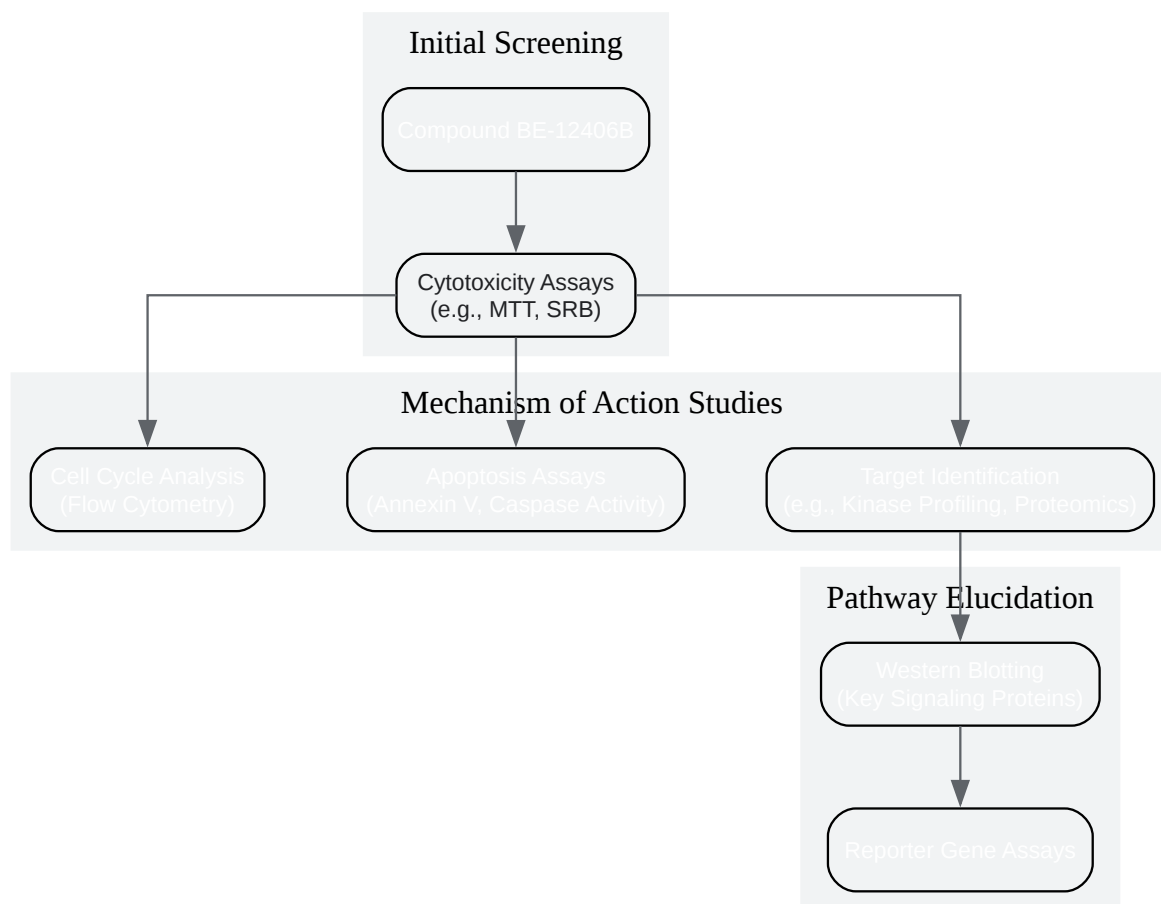 Initial Screening
Compound BE-12406B
Cytotoxicity Assays
(e.g., MTT, SRB)
Mechanism of Action Studies
Cell Cycle Analysis
(Flow Cytometry)
Apoptosis Assays
(Annexin V, Caspase Activity)
Target Identification
(e.g., Kinase Profiling, Proteomics)
Pathway Elucidation
Western Blotting
(Key Signaling Proteins)
Reporter Gene Assays